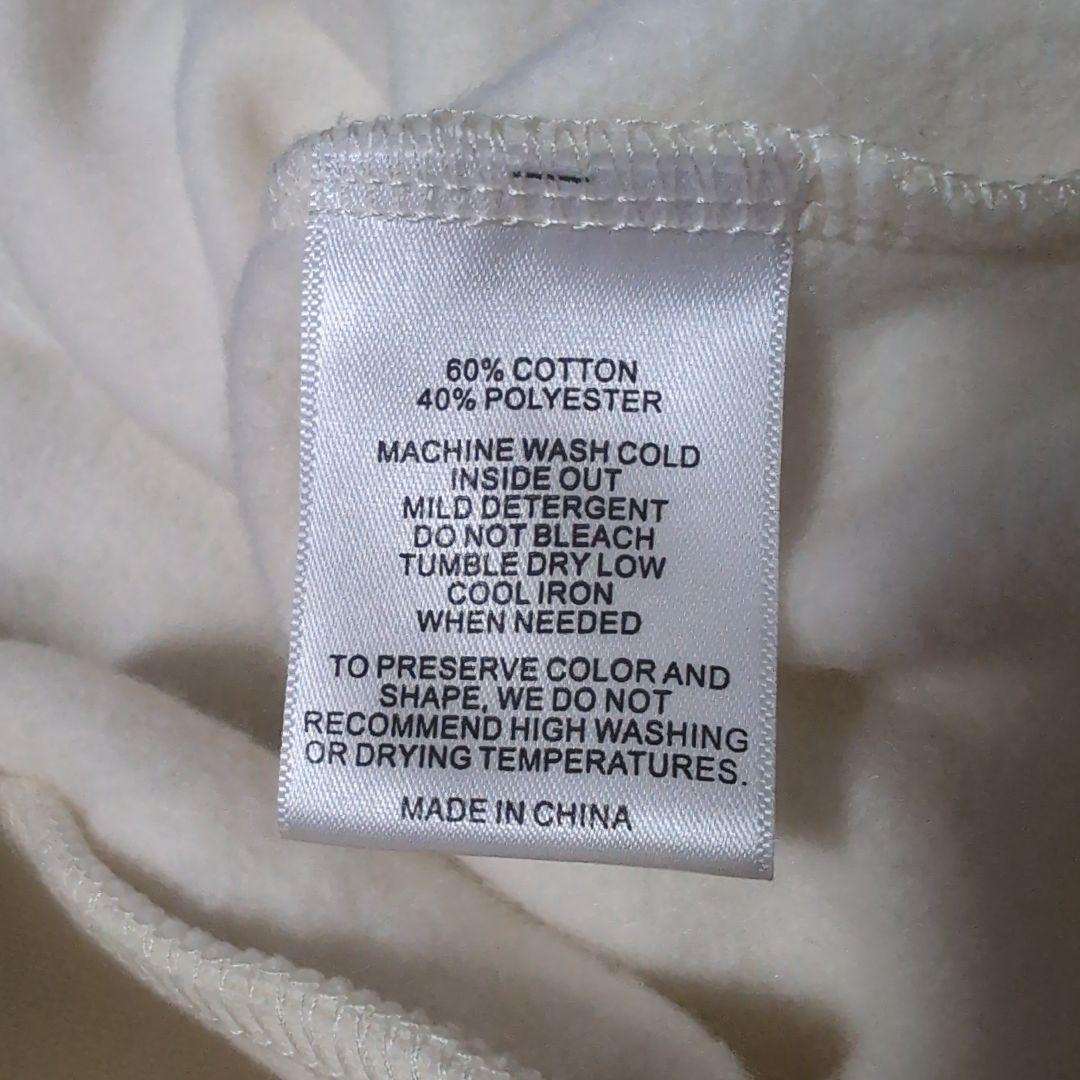 60% COTTON
40% POLYESTER
MACHINE WASH COLD
INSIDE OUT
MILD DETERGENT
DO NOT BLEACH
TUMBLE DRY LOW
COOL IRON
WHEN NEEDED
TO PRESERVE COLOR AND
SHAPE, WE DO NOT
RECOMMEND HIGH WASHING
OR DRYING TEMPERATURES.
MADE IN CHINA